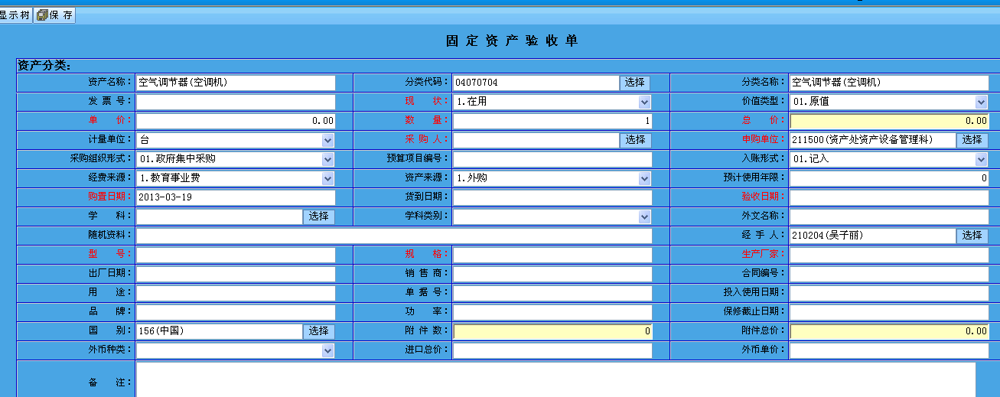 显示树 保 存
固 定 资 产 验 收 单
资产分类：
资产名称： 空气调节器(空调机) 分类代码： 04070704 选择 分类名称： 空气调节器(空调机)
发 票 号： 现 状： 1.在用 价值类型： 01.原值
单 价： 0.00 数 量： 1 总 价： 0.00
计量单位： 台 采 购 人： 选择 申购单位： 211500(资产处资产设备管理科) 选择
采购组织形式： 01.政府集中采购 预算项目编号： 入账形式： 01.记入
经费来源： 1.教育事业费 资产来源： 1.外购 预计使用年限： 0
购置日期： 2013-03-19 货到日期： 验收日期：
学 科： 选择 学科类别： 外文名称：
随机资料： 经 手 人： 210204(吴子丽) 选择
型 号： 规 格： 生产厂家：
出厂日期： 销 售 商： 合同编号：
用 途： 单 据 号： 投入使用日期：
品 牌： 功 率： 保修截止日期：
国 别： 156(中国) 选择 附 件 数： 0 附件总价： 0.00
外币种类： 进口总价： 外币单价：
备 注：